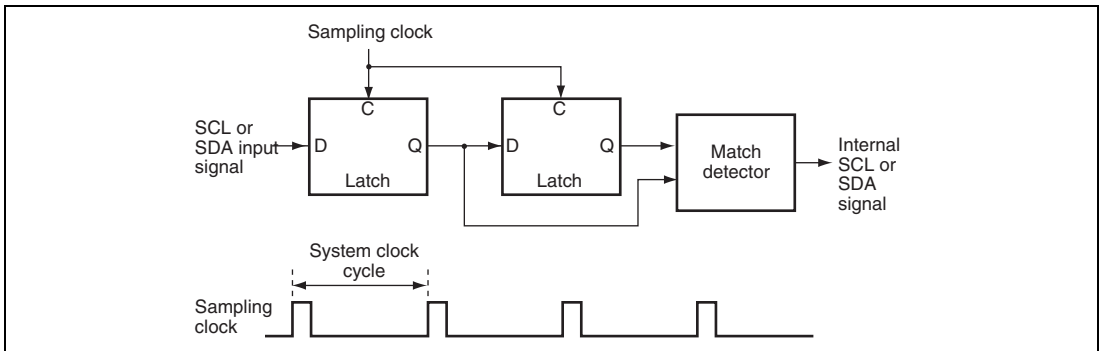 Sampling clock
C
C
SCL or
SDA input
signal
D
Q
D
Q
Latch
Latch
Match
detector
Internal
SCL or
SDA
signal
System clock
cycle
Sampling
clock